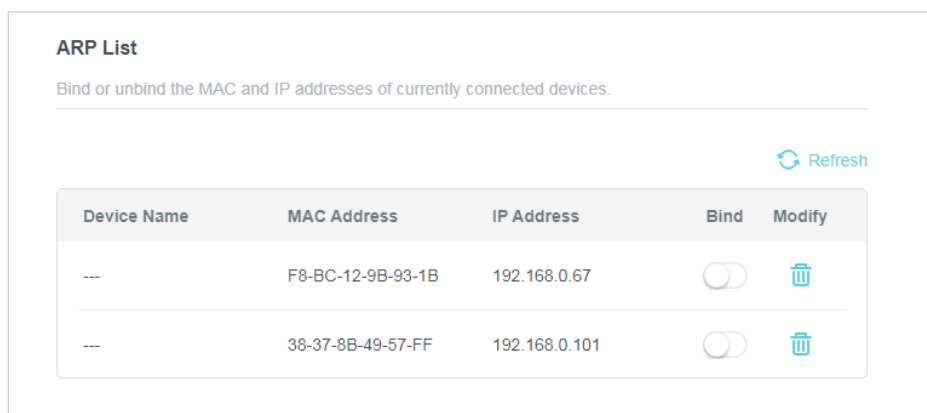 ARP List
Bind or unbind the MAC and IP addresses of currently connected devices.
Refresh
Device Name MAC Address IP Address Bind Modify
--- F8-BC-12-9B-93-1B 192.168.0.67
--- 38-37-8B-49-57-FF 192.168.0.101